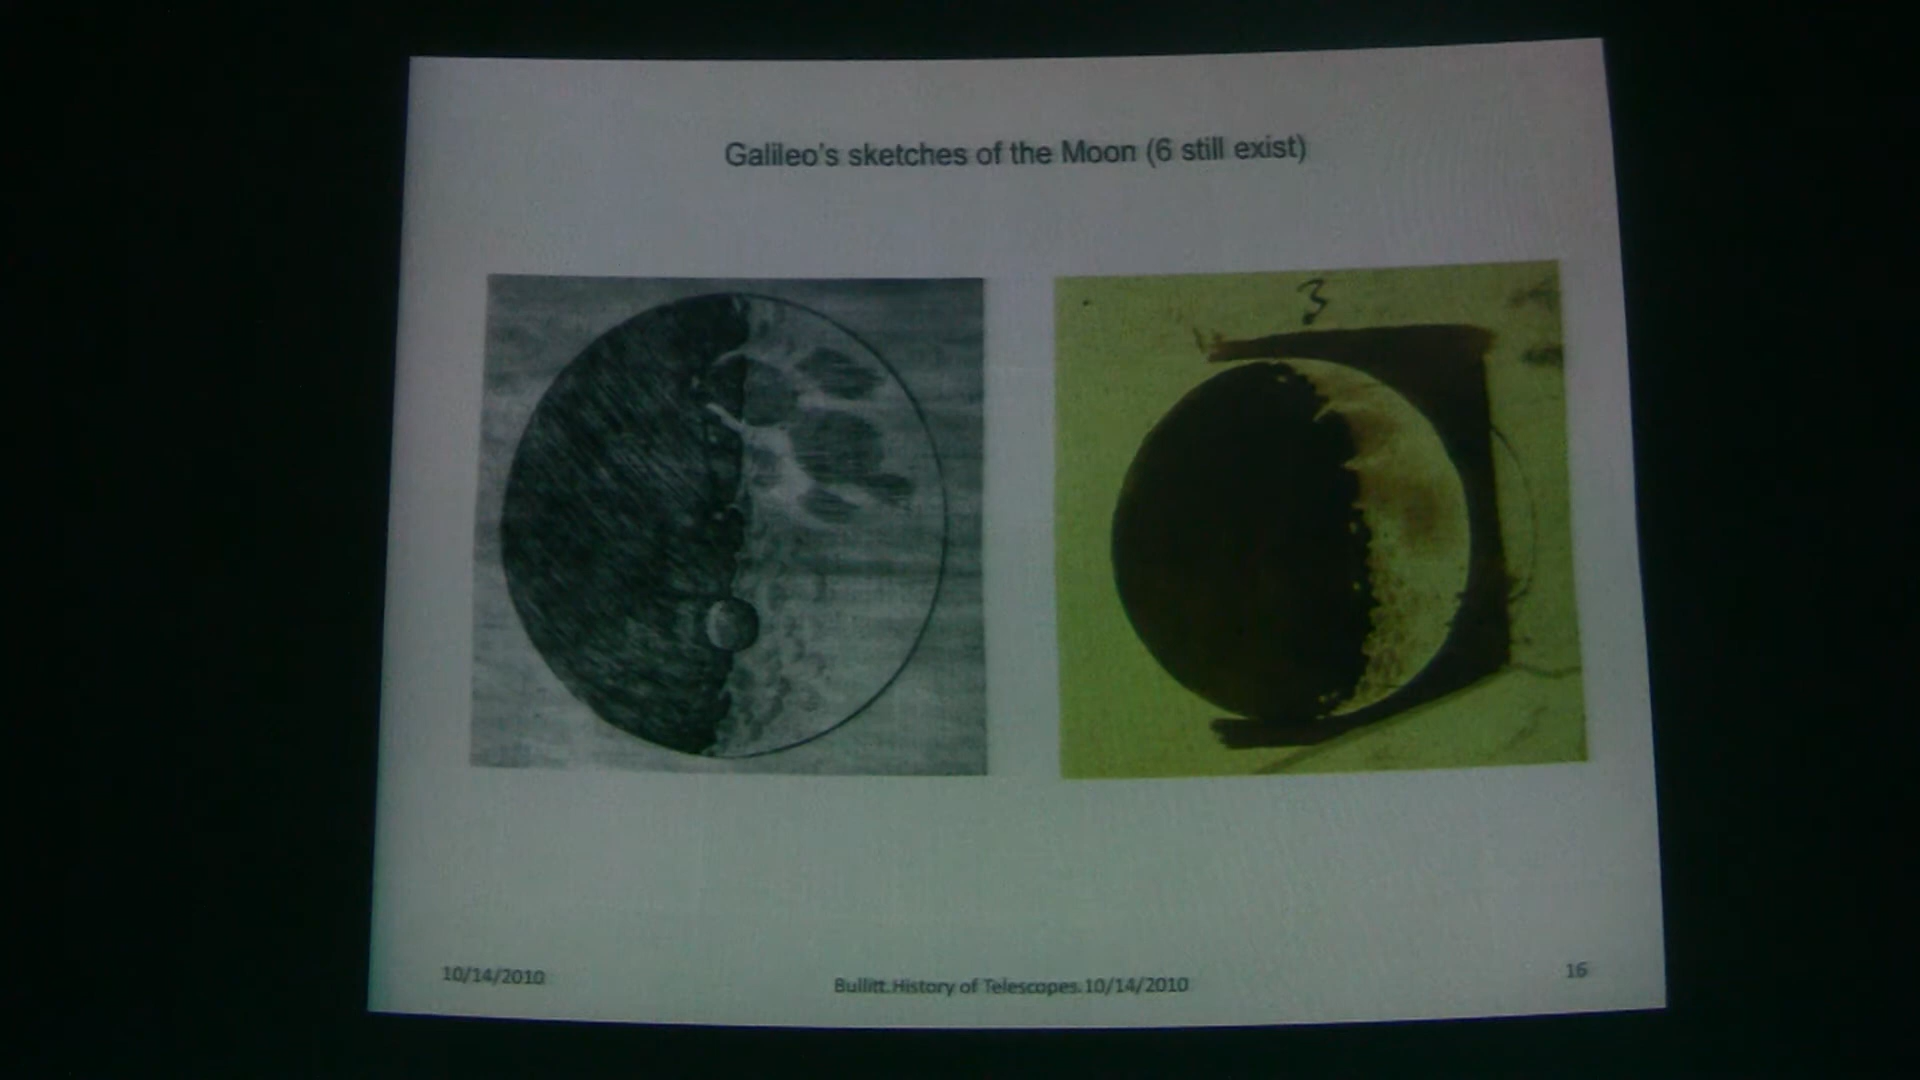 Galileo's sketches of the Moon (6 still exist)
3
10/14/2010
Bullitt.History of Telescopes.10/14/2010
16